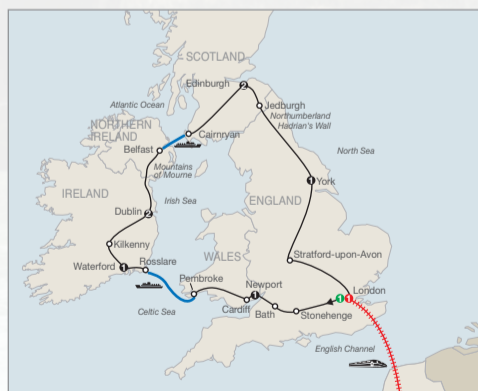 SCOTLAND
Edinburgh
2
Jedburgh
Atlantic Ocean
Northumberland
Hadrian's Wall
NORTHERN
IRELAND
Cairnryan
Belfast
Mountains
of Mourne
North Sea
York
1
IRELAND
Irish Sea
ENGLAND
Dublin
2
Kilkenny
Stratford-upon-Avon
WALES
Waterford
1
Rosslare
Pembroke
Newport
1
London
1
1
Celtic Sea
Cardiff
Bath
Stonehenge
English Channel